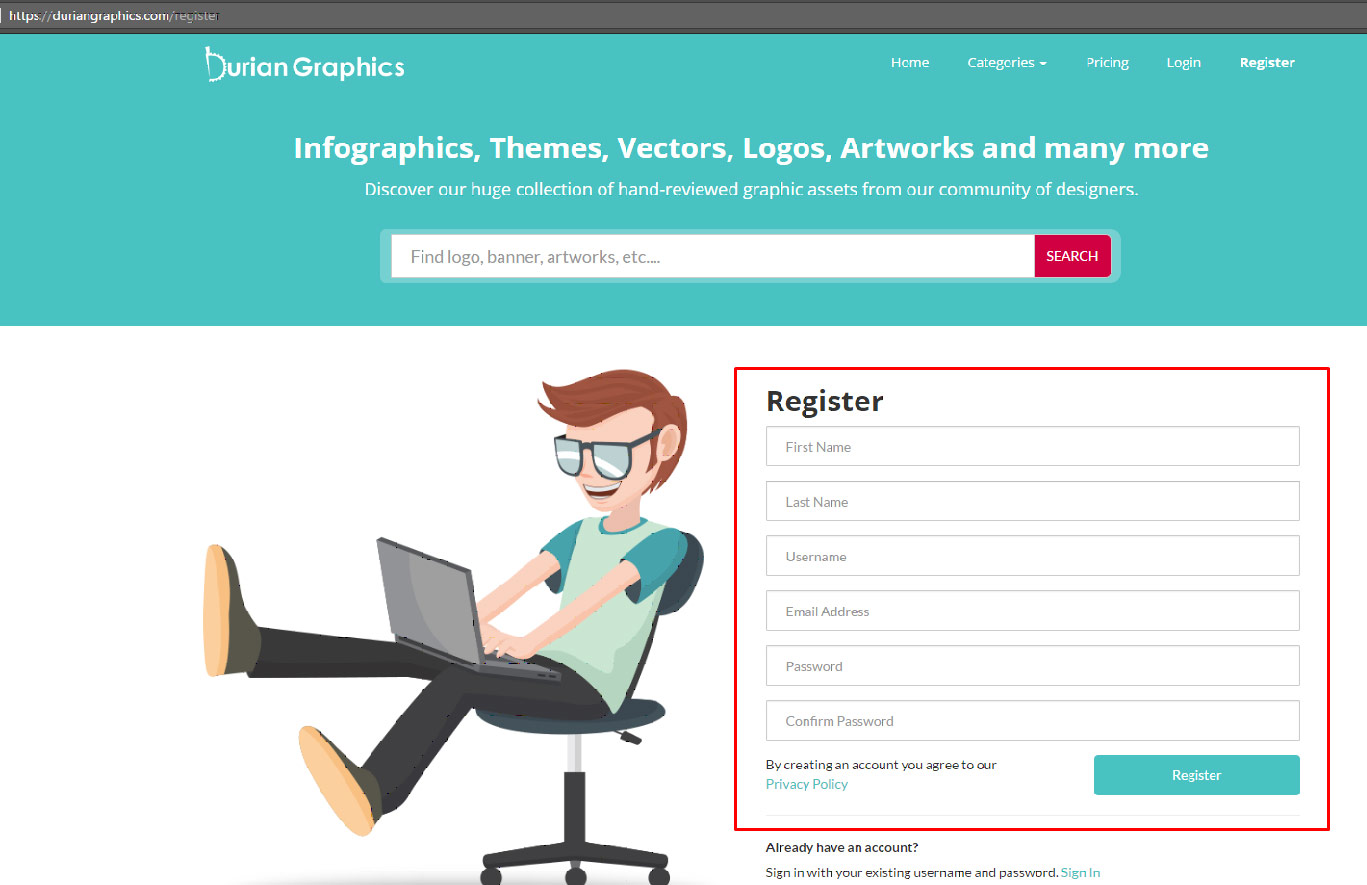 https://duriangraphics.com/register
Durian Graphics
Home Categories Pricing Login Register
Infographics, Themes, Vectors, Logos, Artworks and many more
Discover our huge collection of hand-reviewed graphic assets from our community of designers.
Find logo, banner, artworks, etc.... SEARCH
Register
First Name
Last Name
Username
Email Address
Password
Confirm Password
By creating an account you agree to our
Privacy Policy
Register
Already have an account?
Sign in with your existing username and password. Sign In